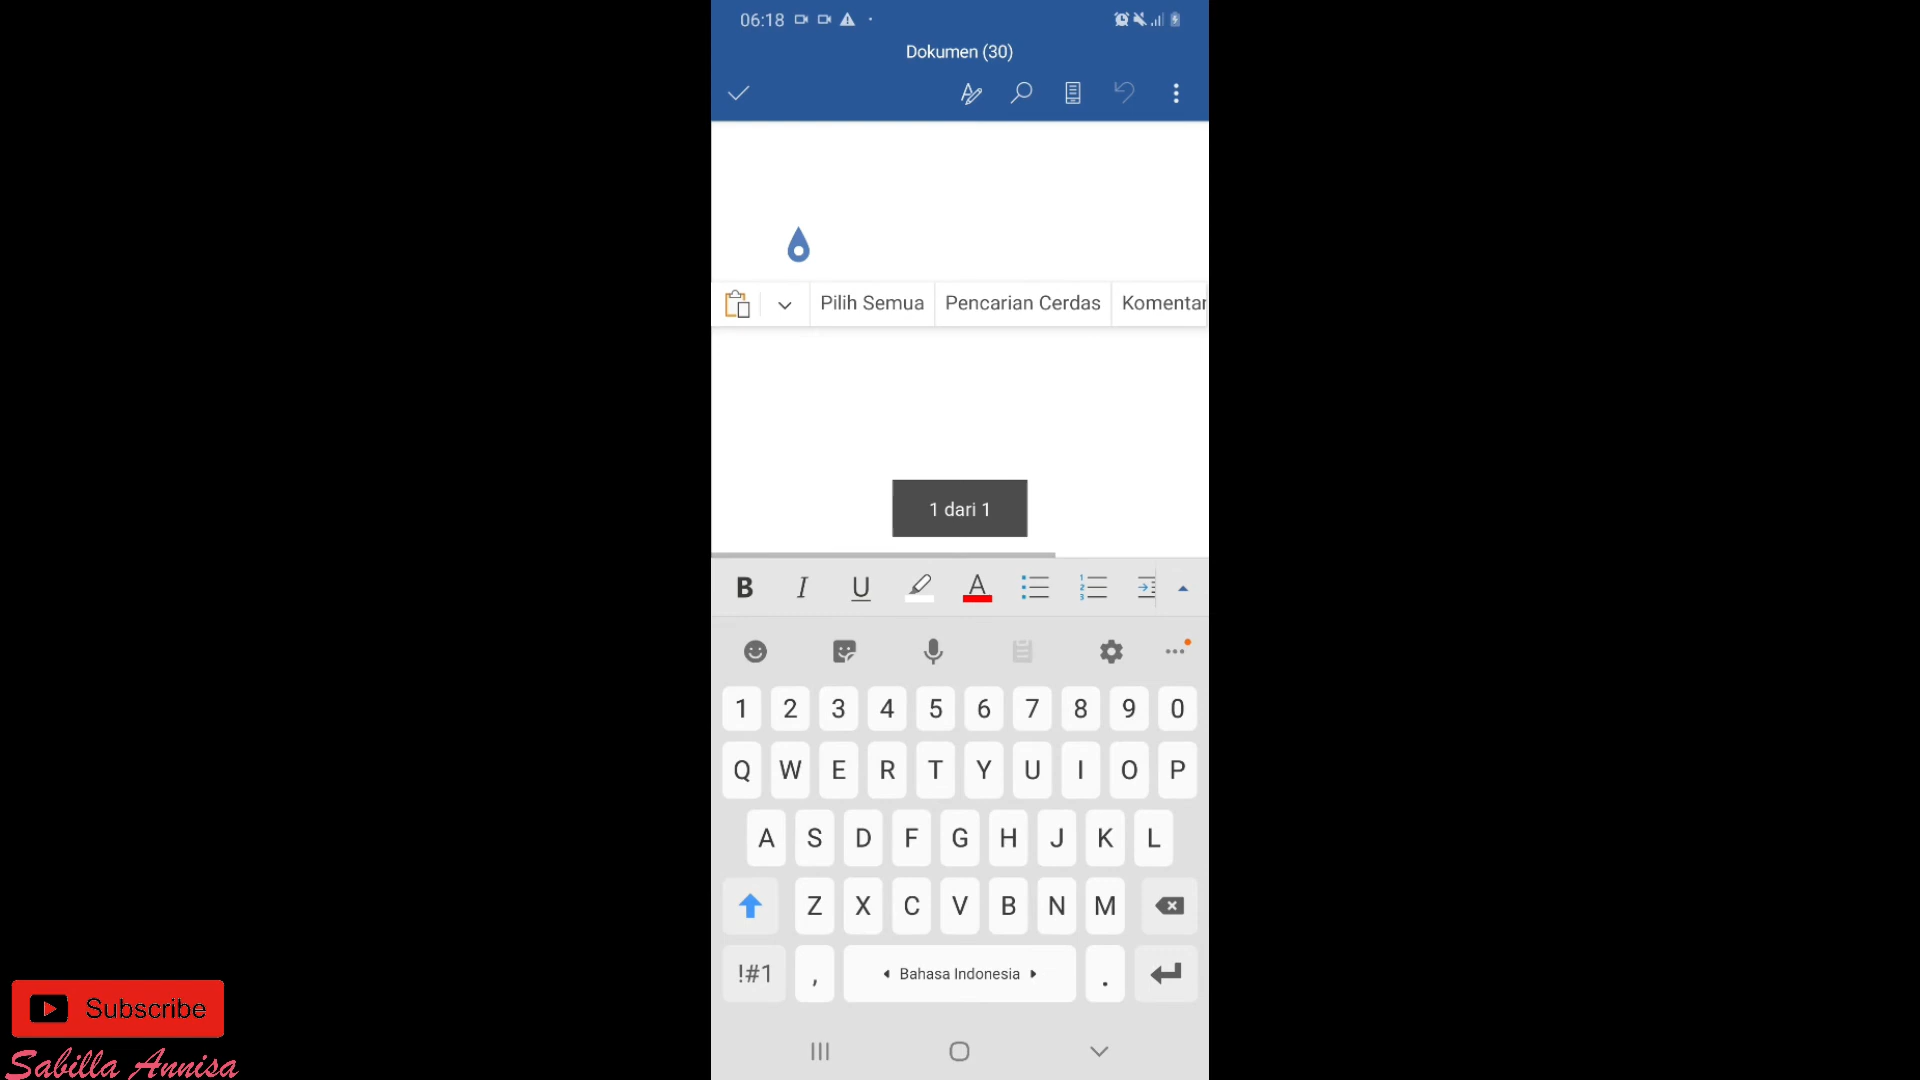 06:18
Dokumen (30)
Pilih Semua
Pencarian Cerdas
Komentar
1 dari 1
B I U A
1 2 3 4 5 6 7 8 9 0
Q W E R T Y U I O P
A S D F G H J K L
Z X C V B N M
!#1 , Bahasa Indonesia .
Subscribe
Sabilla Annisa